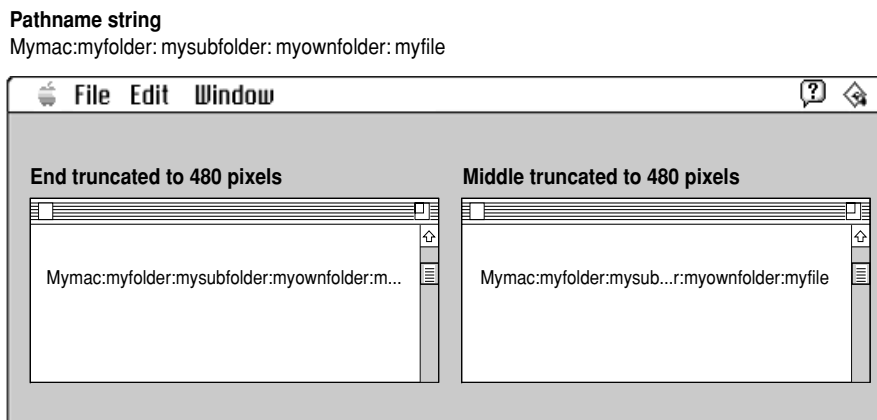 Pathname string
Mymac:myfolder: mysubfolder: myownfolder: myfile
File Edit Window ?
End truncated to 480 pixels
Middle truncated to 480 pixels
Mymac:myfolder:mysubfolder:myownfolder:m...
Mymac:myfolder:mysub...r:myownfolder:myfile